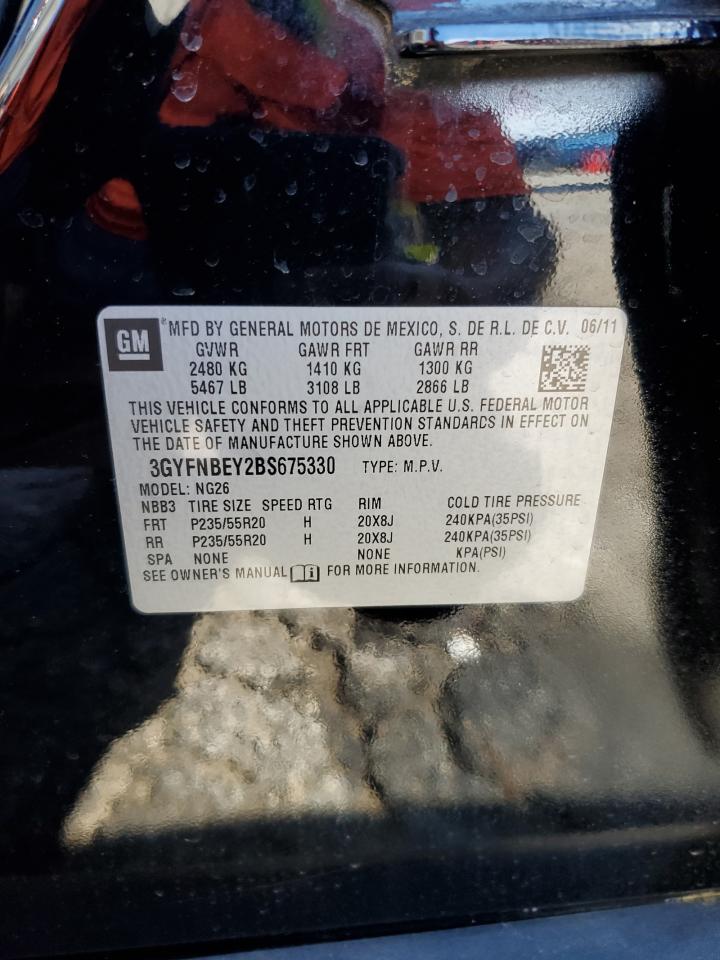 GM
*MFD BY GENERAL MOTORS DE MEXICO, S. DE R.L. DE C.V. 06/11
GVWR GAWR FRT GAWR RR
2480 KG 1410 KG 1300 KG
5467 LB 3108 LB 2866 LB
THIS VEHICLE CONFORMS TO ALL APPLICABLE U.S. FEDERAL MOTOR
VEHICLE SAFETY AND THEFT PREVENTION STANDARDS IN EFFECT ON
THE DATE OF MANUFACTURE SHOWN ABOVE.
3GYFNBEY2BS675330 TYPE: M.P.V.
MODEL: NG26
NBB3 TIRE SIZE SPEED RTG RIM COLD TIRE PRESSURE
FRT P235/55R20 H 20X8J 240KPA(35PSI)
RR P235/55R20 H 20X8J 240KPA(35PSI)
SPA NONE NONE KPA(PSI)
SEE OWNER'S MANUAL FOR MORE INFORMATION.